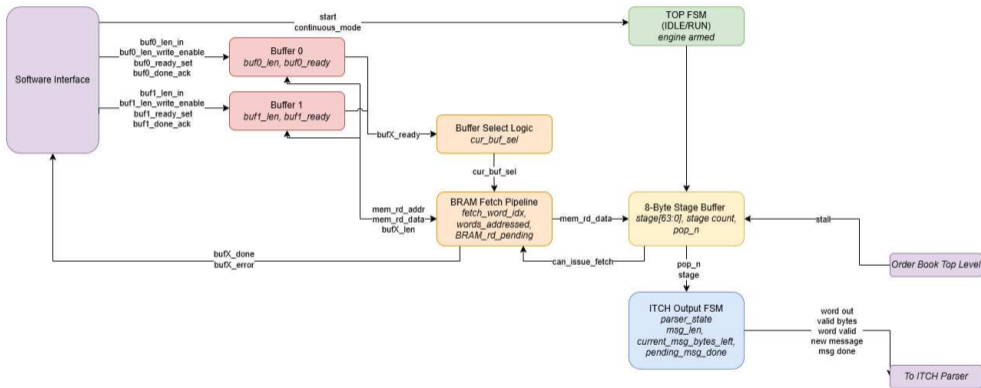 start
continuous_mode
TOP FSM
(IDLE/RUN)
engine armed
Software Interface
buf0_len_in
buf0_len_write_enable
buf0_ready_set
buf0_done_ack
Buffer 0
buf0_len, buf0_ready
buf1_len_in
buf1_len_write_enable
buf1_ready_set
buf1_done_ack
Buffer 1
buf1_len, buf1_ready
bufX_ready
Buffer Select Logic
cur_buf_sel
cur_buf_sel
mem_rd_addr
mem_rd_data
bufX_len
BRAM Fetch Pipeline
fetch_word_idx,
words_addressed,
BRAM_rd_pending
mem_rd_data
8-Byte Stage Buffer
stage[63:0], stage count,
pop_n
stall
bufX_done
bufX_error
can_issue_fetch
pop_n
stage
Order Book Top Level
ITCH Output FSM
parser_state
msg_len,
current_msg_bytes_left,
pending_msg_done
word out
valid bytes
word valid
new message
msg done
To ITCH Parser